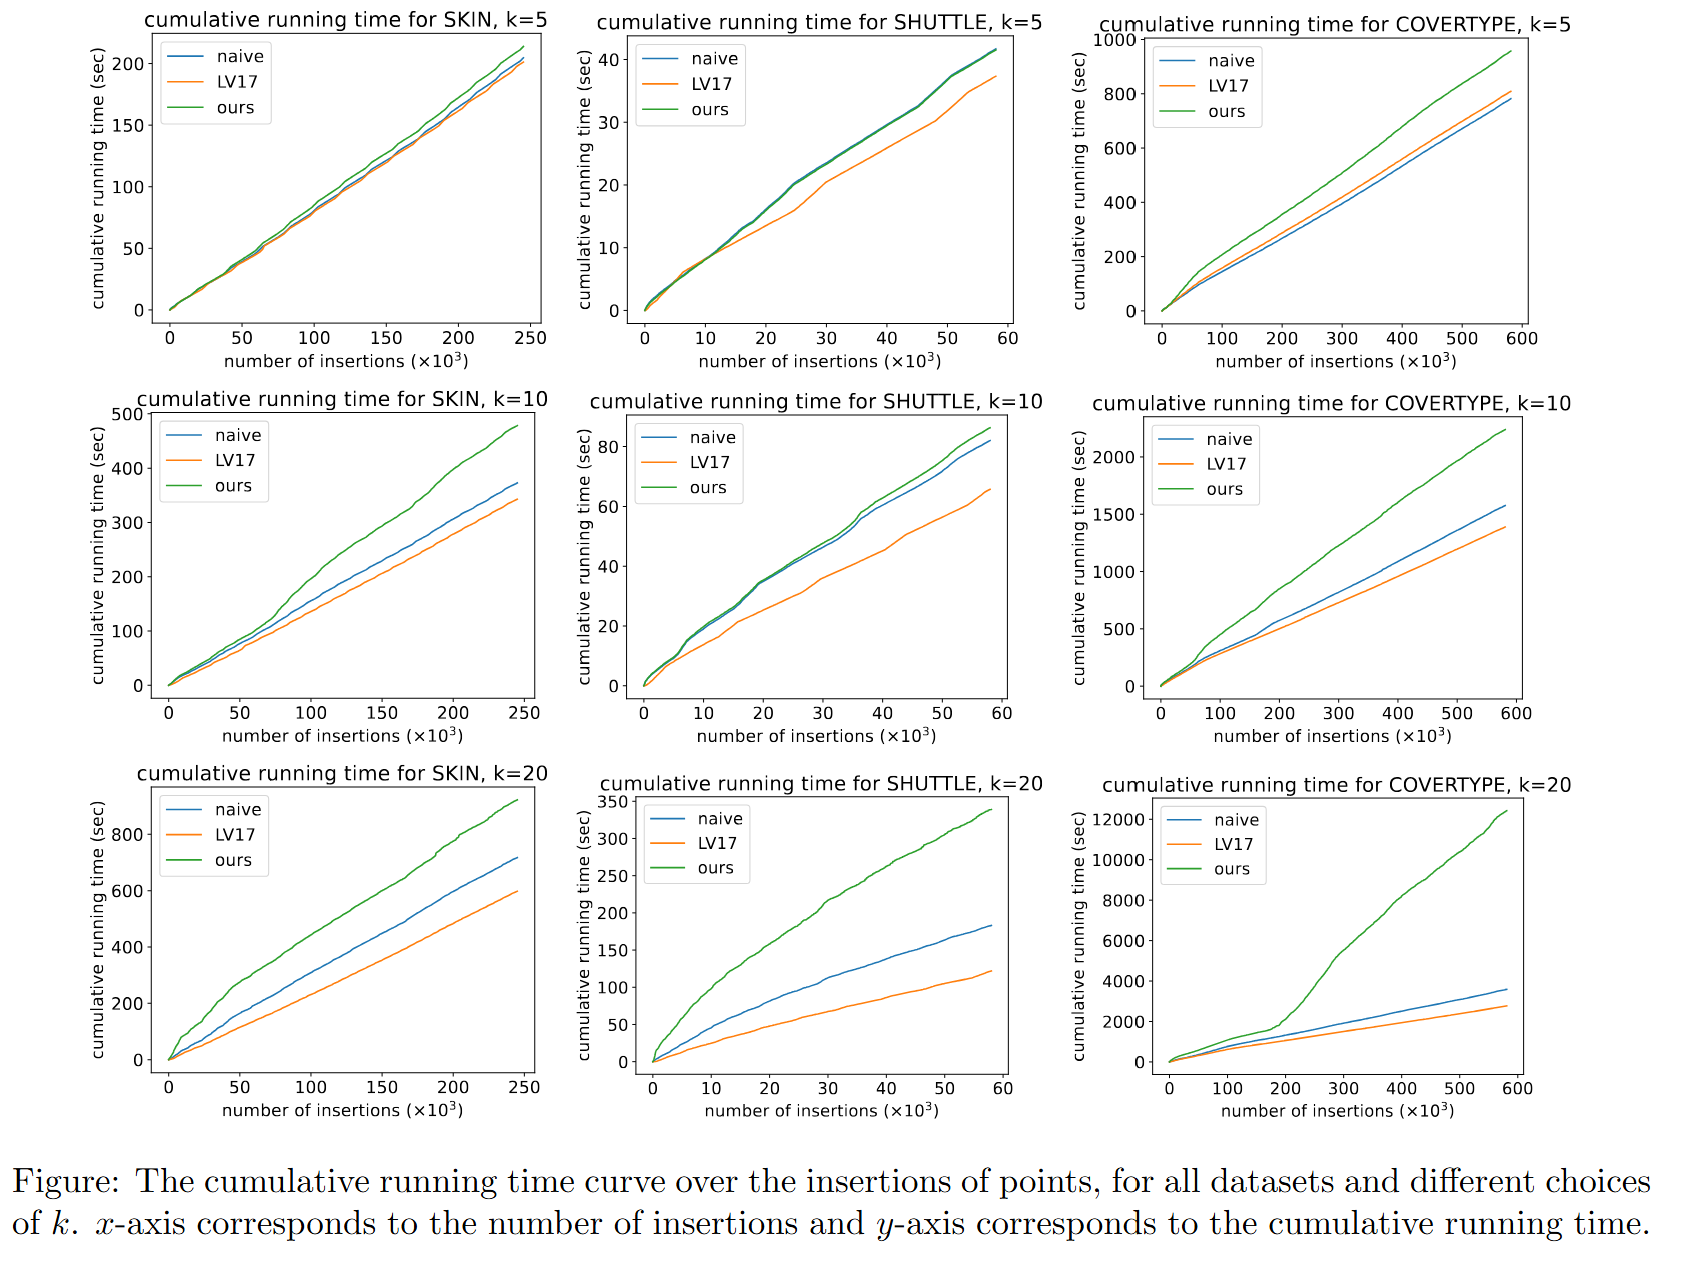 cumulative running time for SKIN, k=5
cumulative running time (sec)
200
150
100
50
0
naive
LV17
ours
0 50 100 150 200 250
number of insertions (×10³)
cumulative running time for SHUTTLE, k=5
cumulative running time (sec)
40
30
20
10
0
naive
LV17
ours
0 10 20 30 40 50 60
number of insertions (×10³)
cumulative running time for COVERTYPE, k=5
cumulative running time (sec)
1000
800
600
400
200
0
naive
LV17
ours
0 100 200 300 400 500 600
number of insertions (×10³)
cumulative running time for SKIN, k=10
cumulative running time (sec)
500
400
300
200
100
0
naive
LV17
ours
0 50 100 150 200 250
number of insertions (×10³)
cumulative running time for SHUTTLE, k=10
cumulative running time (sec)
80
60
40
20
0
naive
LV17
ours
0 10 20 30 40 50 60
number of insertions (×10³)
cumulative running time for COVERTYPE, k=10
cumulative running time (sec)
2000
1500
1000
500
0
naive
LV17
ours
0 100 200 300 400 500 600
number of insertions (×10³)
cumulative running time for SKIN, k=20
cumulative running time (sec)
800
600
400
200
0
naive
LV17
ours
0 50 100 150 200 250
number of insertions (×10³)
cumulative running time for SHUTTLE, k=20
cumulative running time (sec)
350
300
250
200
150
100
50
0
naive
LV17
ours
0 10 20 30 40 50 60
number of insertions (×10³)
cumulative running time for COVERTYPE, k=20
cumulative running time (sec)
12000
10000
8000
6000
4000
2000
0
naive
LV17
ours
0 100 200 300 400 500 600
number of insertions (×10³)
Figure: The cumulative running time curve over the insertions of points, for all datasets and different choices
of k. x-axis corresponds to the number of insertions and y-axis corresponds to the cumulative running time.